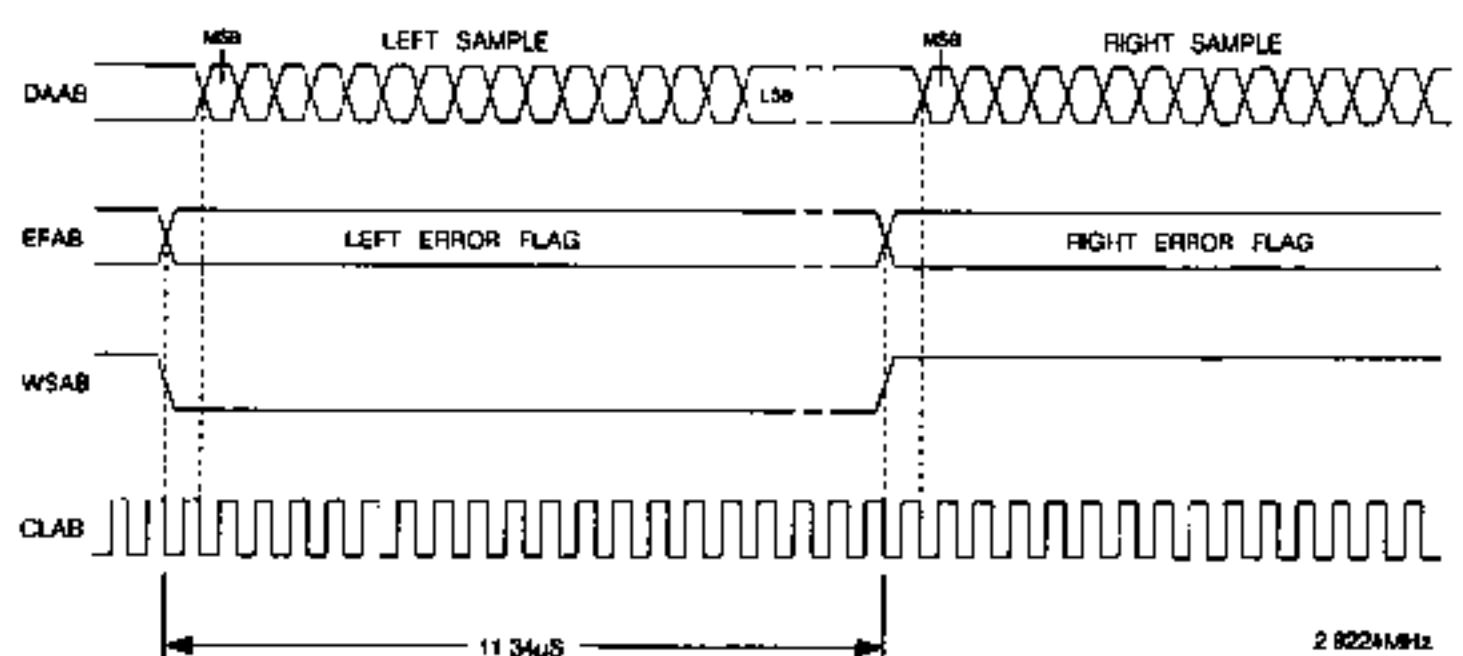 MSB LEFT SAMPLE MSB RIGHT SAMPLE
DAAB LSB
EFAB LEFT ERROR FLAG RIGHT ERROR FLAG
WSAB
CLAB
11.34µS 2.8224MHz